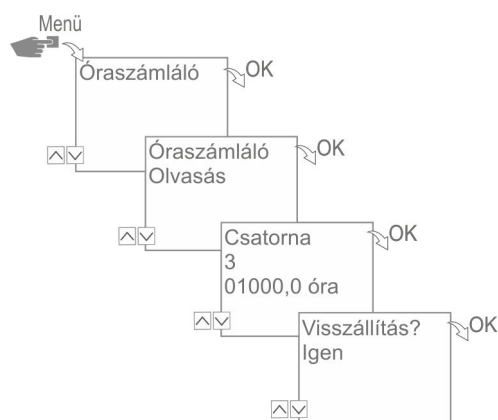 Menü
Óraszámláló
OK
Óraszámláló
Olvasás
OK
Csatorna
3
01000,0 óra
OK
Visszállítás?
Igen
OK